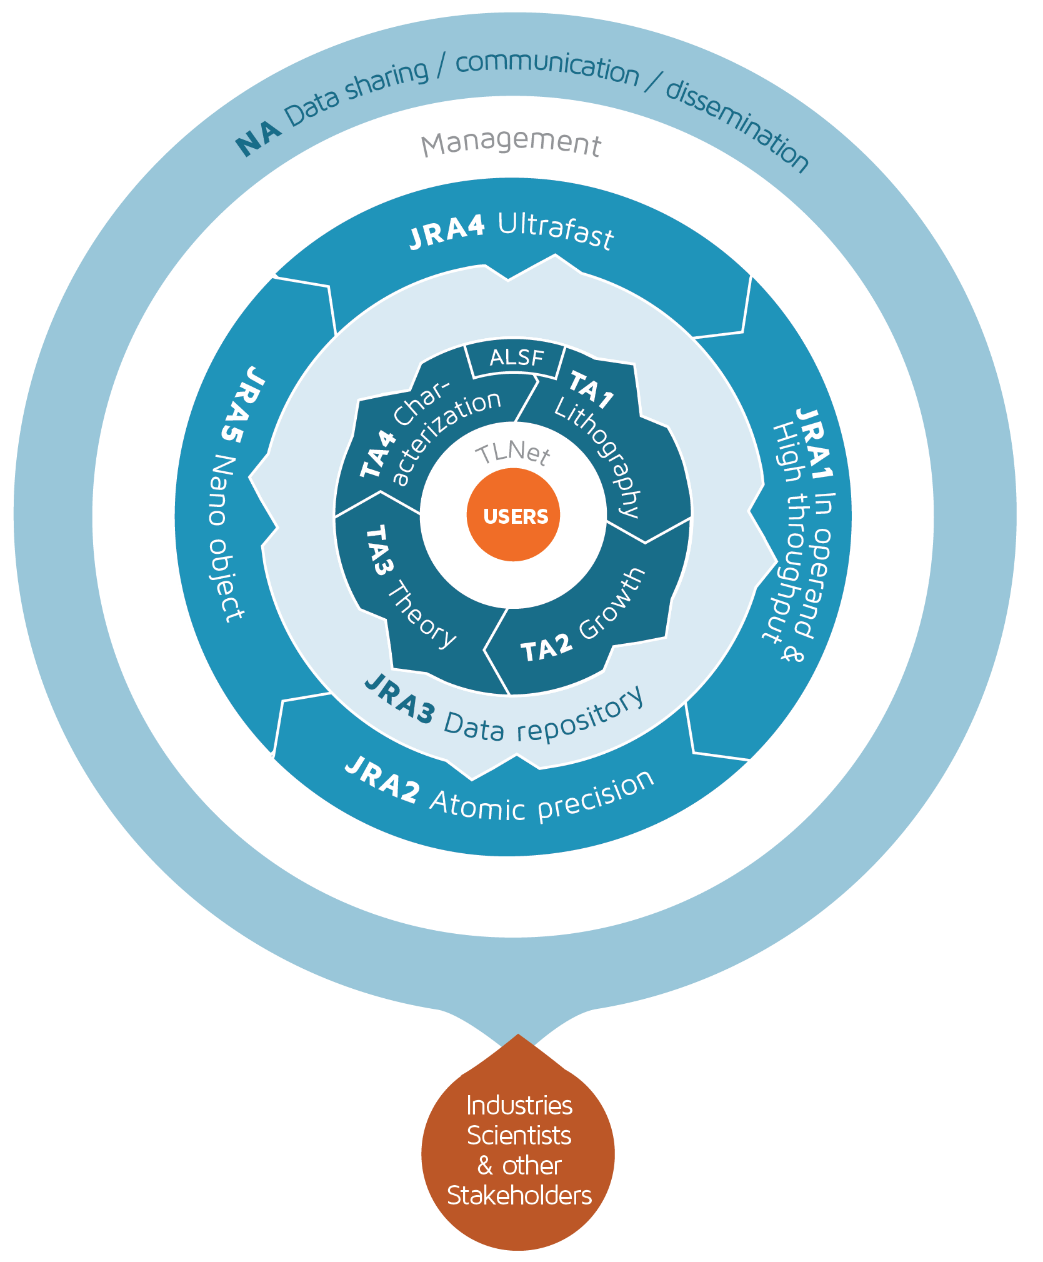 NA Data sharing / communication / dissemination
Management
JRA4 Ultrafast
JRA1 In operand &
High throughput
JRA5 Nano object
JRA2 Atomic precision
JRA3 Data repository
ALSF
TA1
Lithography
TA4 Char-
acterization
TA3 Theory
TA2 Growth
TLNet
USERS
Industries
Scientists
& other
Stakeholders